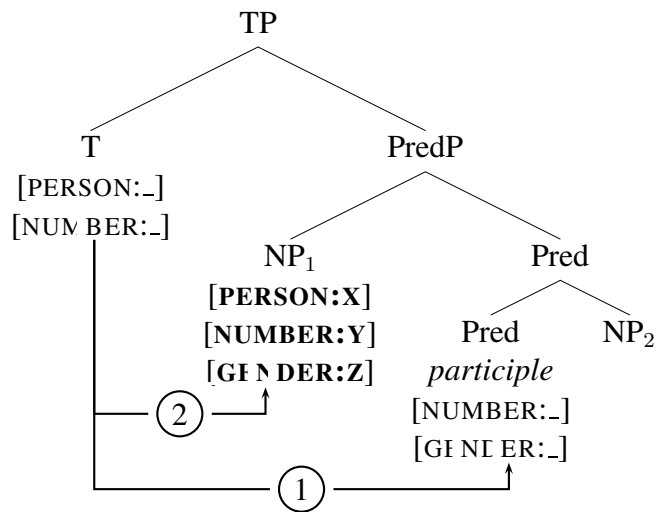 TP
T
PredP
[PERSON:_]
[NUMBER:_]
NP₁
Pred
[PERSON:X]
[NUMBER:Y]
[GENDER:Z]
Pred
NP₂
participle
[NUMBER:_]
[GENDER:_]
2
1